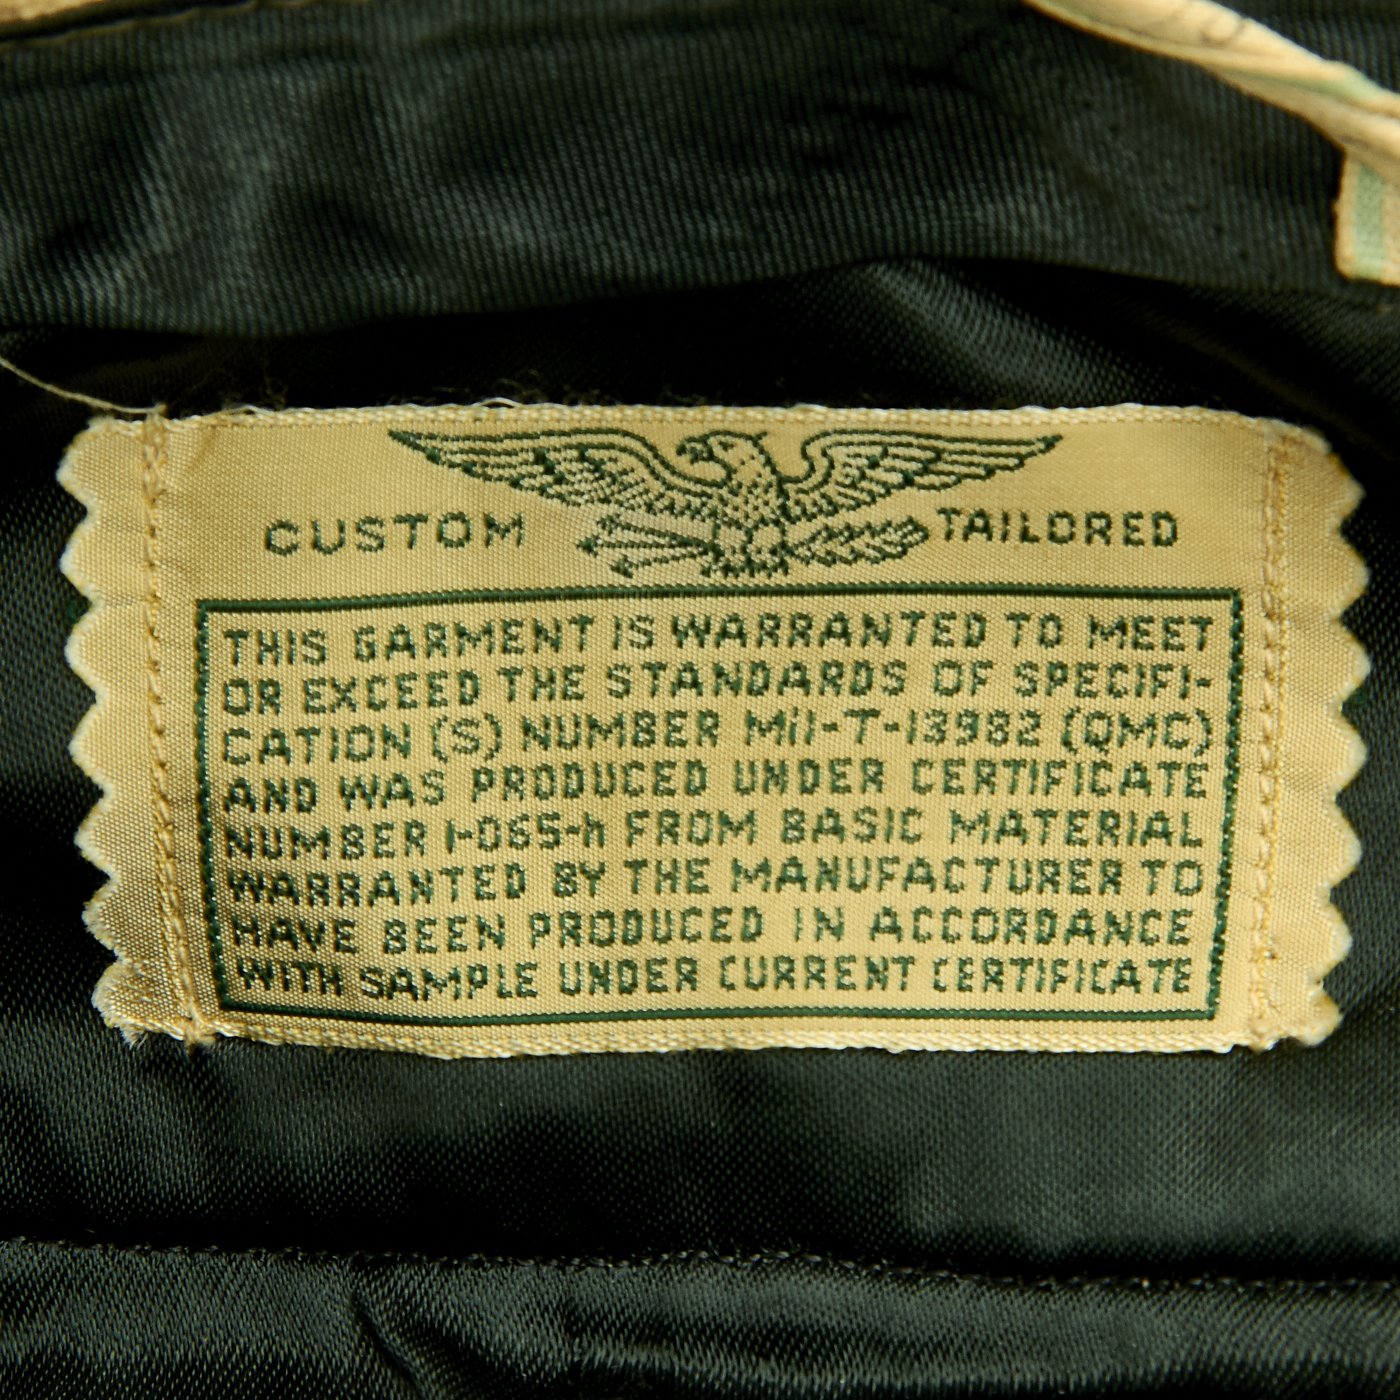 CUSTOM TAILORED
THIS GARMENT IS WARRANTED TO MEET
OR EXCEED THE STANDARDS OF SPECIFI-
CATION (S) NUMBER Mil-T-13982 (QMC)
AND WAS PRODUCED UNDER CERTIFICATE
NUMBER 1-065-h FROM BASIC MATERIAL
WARRANTED BY THE MANUFACTURER TO
HAVE BEEN PRODUCED IN ACCORDANCE
WITH SAMPLE UNDER CURRENT CERTIFICATE